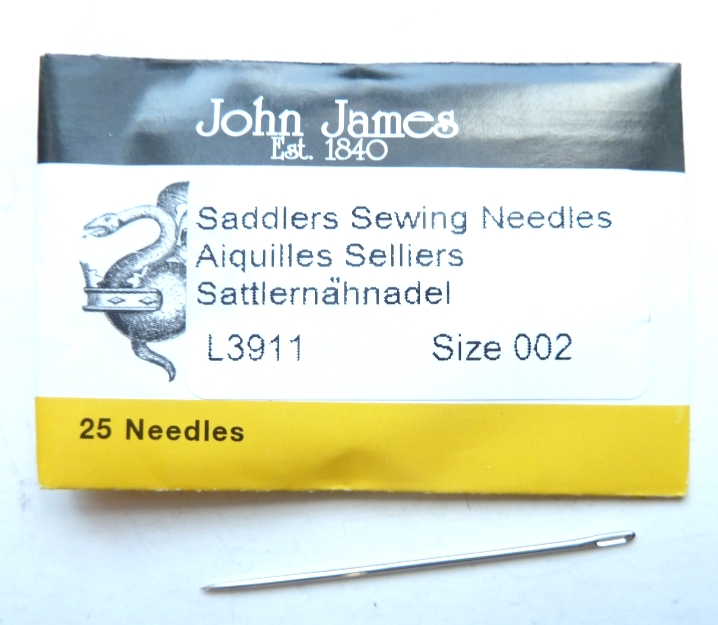 John James
Est. 1840
Saddlers Sewing Needles
Aiquilles Selliers
Sattlernähnadel
L3911 Size 002
25 Needles